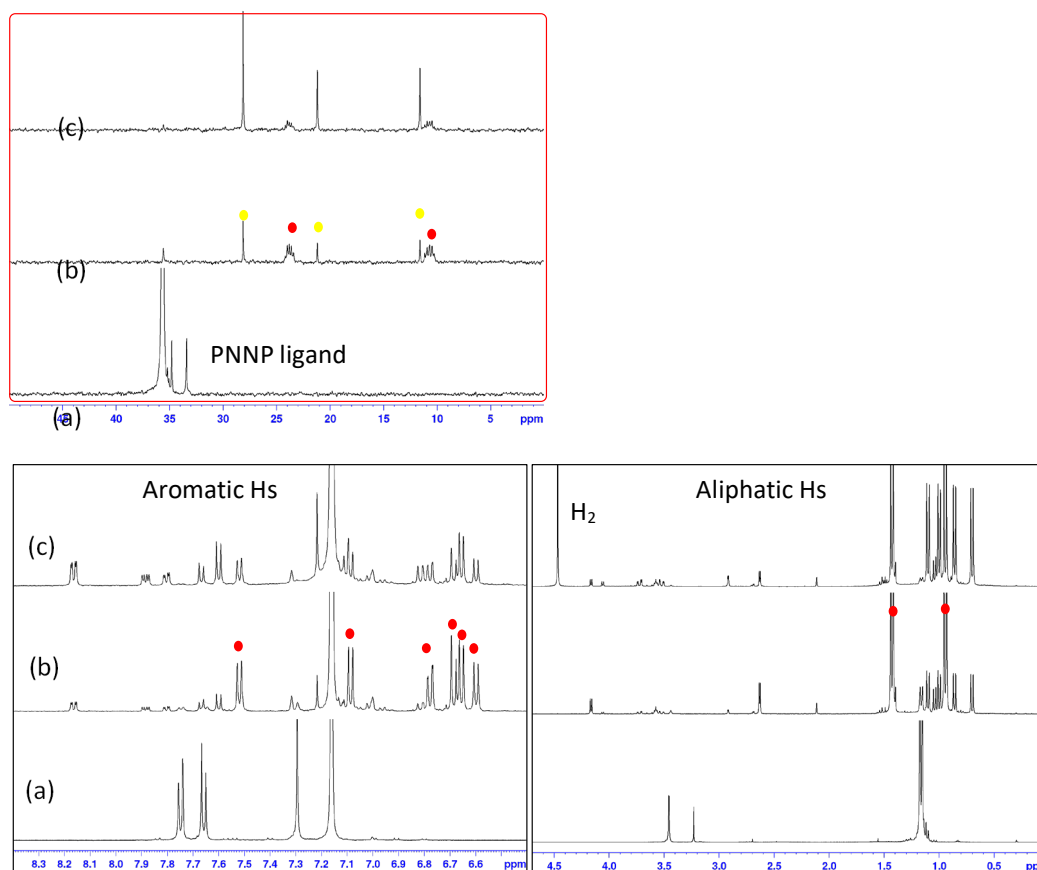 (c)
(b)
PNNP ligand
(a)
45 40 35 30 25 20 15 10 5 ppm
Aromatic Hs
Aliphatic Hs
H2
(c)
(b)
(a)
8.3 8.2 8.1 8.0 7.9 7.8 7.7 7.6 7.5 7.4 7.3 7.2 7.1 7.0 6.9 6.8 6.7 6.6 ppm
4.5 4.0 3.5 3.0 2.5 2.0 1.5 1.0 0.5